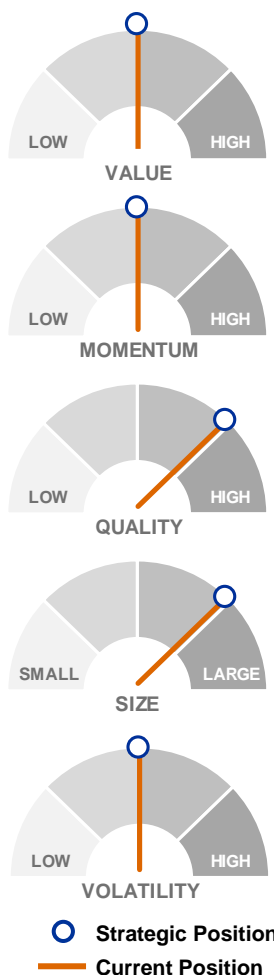 LOW HIGH
VALUE
LOW HIGH
MOMENTUM
LOW HIGH
QUALITY
SMALL LARGE
SIZE
LOW HIGH
VOLATILITY
Strategic Position
Current Position